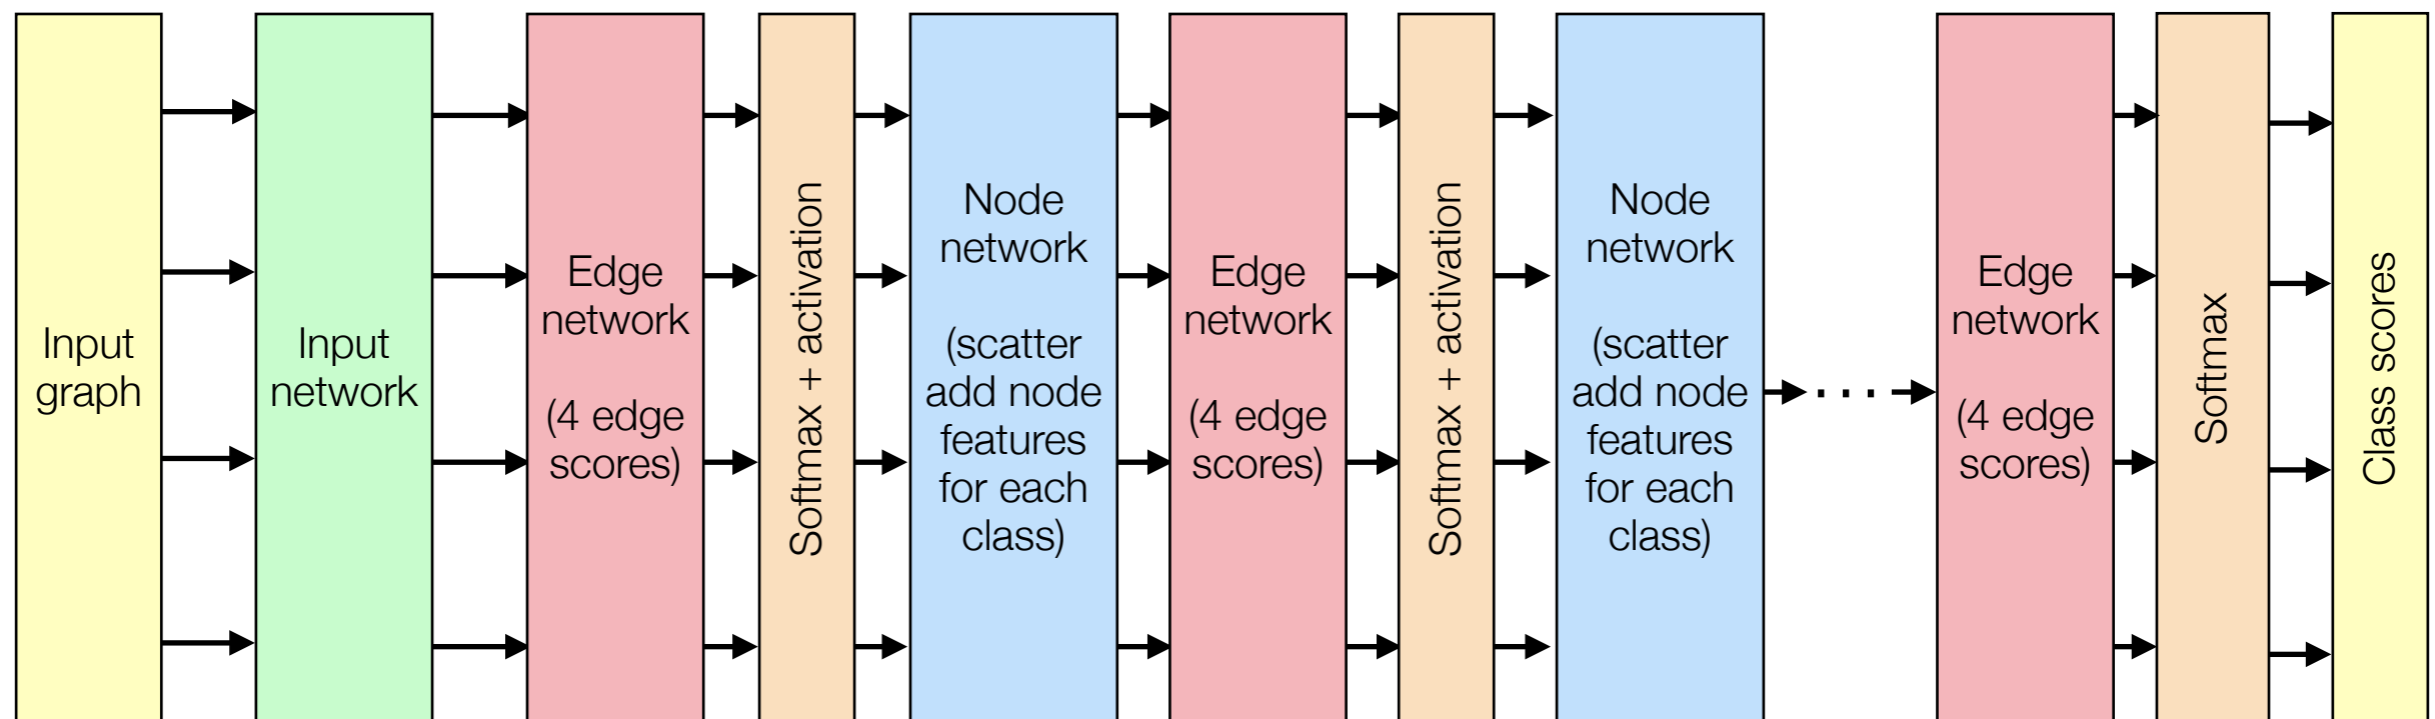 Input
graph
Input
network
Edge
network
(4 edge
scores)
Softmax + activation
Node
network
(scatter
add node
features
for each
class)
Edge
network
(4 edge
scores)
Softmax + activation
Node
network
(scatter
add node
features
for each
class)
...
Edge
network
(4 edge
scores)
Softmax
Class scores